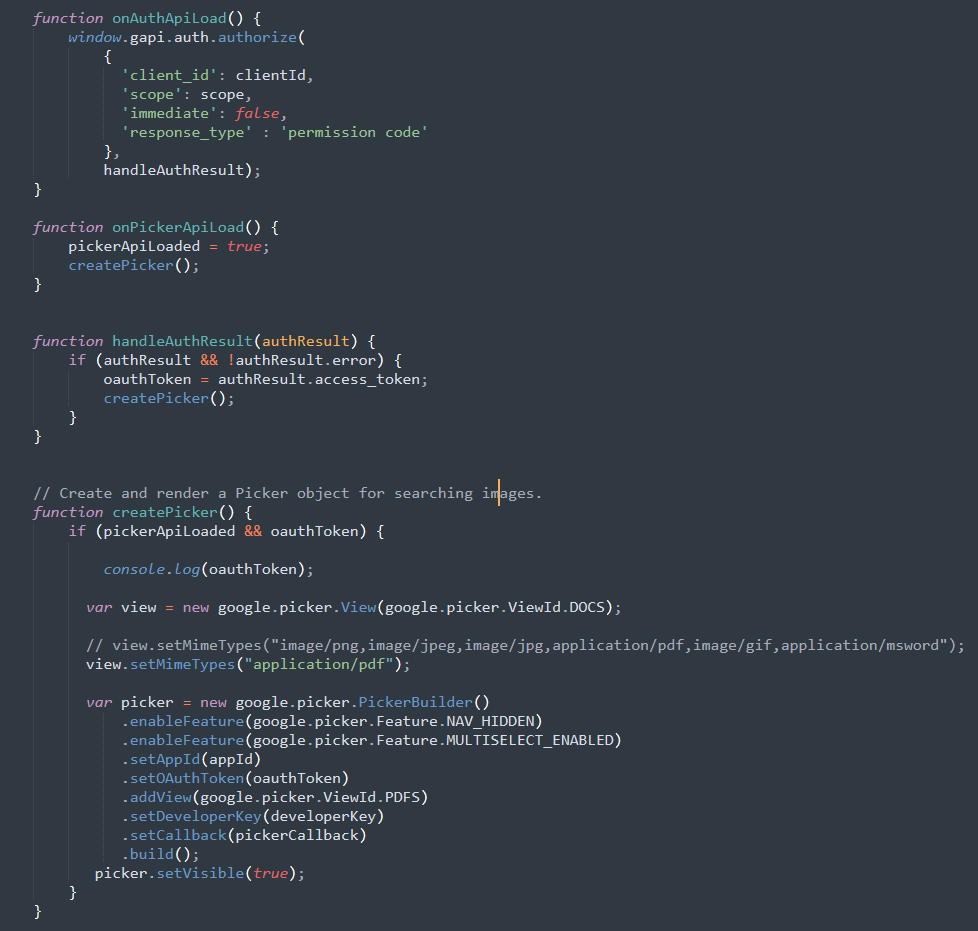 function onAuthApiLoad() {
window.gapi.auth.authorize(
{
'client_id': clientId,
'scope': scope,
'immediate': false,
'response_type' : 'permission code'
},
handleAuthResult);
}
function onPickerApiLoad() {
pickerApiLoaded = true;
createPicker();
}
function handleAuthResult(authResult) {
if (authResult && !authResult.error) {
oauthToken = authResult.access_token;
createPicker();
}
}
// Create and render a Picker object for searching images.
function createPicker() {
if (pickerApiLoaded && oauthToken) {
console.log(oauthToken);
var view = new google.picker.View(google.picker.ViewId.DOCS);
// view.setMimeTypes("image/png,image/jpeg,image/jpg,application/pdf,image/gif,application/msword");
view.setMimeTypes("application/pdf");
var picker = new google.picker.PickerBuilder()
.enableFeature(google.picker.Feature.NAV_HIDDEN)
.enableFeature(google.picker.Feature.MULTISELECT_ENABLED)
.setAppId(appId)
.setOAuthToken(oauthToken)
.addView(google.picker.ViewId.PDFS)
.setDeveloperKey(developerKey)
.setCallback(pickerCallback)
.build();
picker.setVisible(true);
}
}